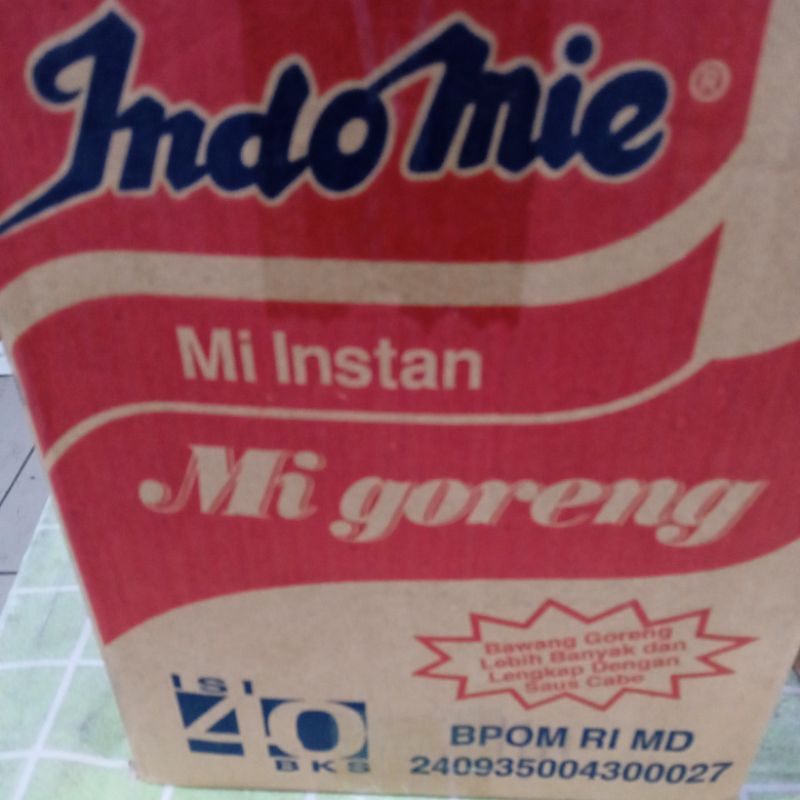 Indomie®
Mi Instan
Mi goreng
Bawang Goreng
Lebih Banyak dan
Lengkap Dengan
Saus Cabe
ISI
40
BKS
BPOM RI MD
240935004300027